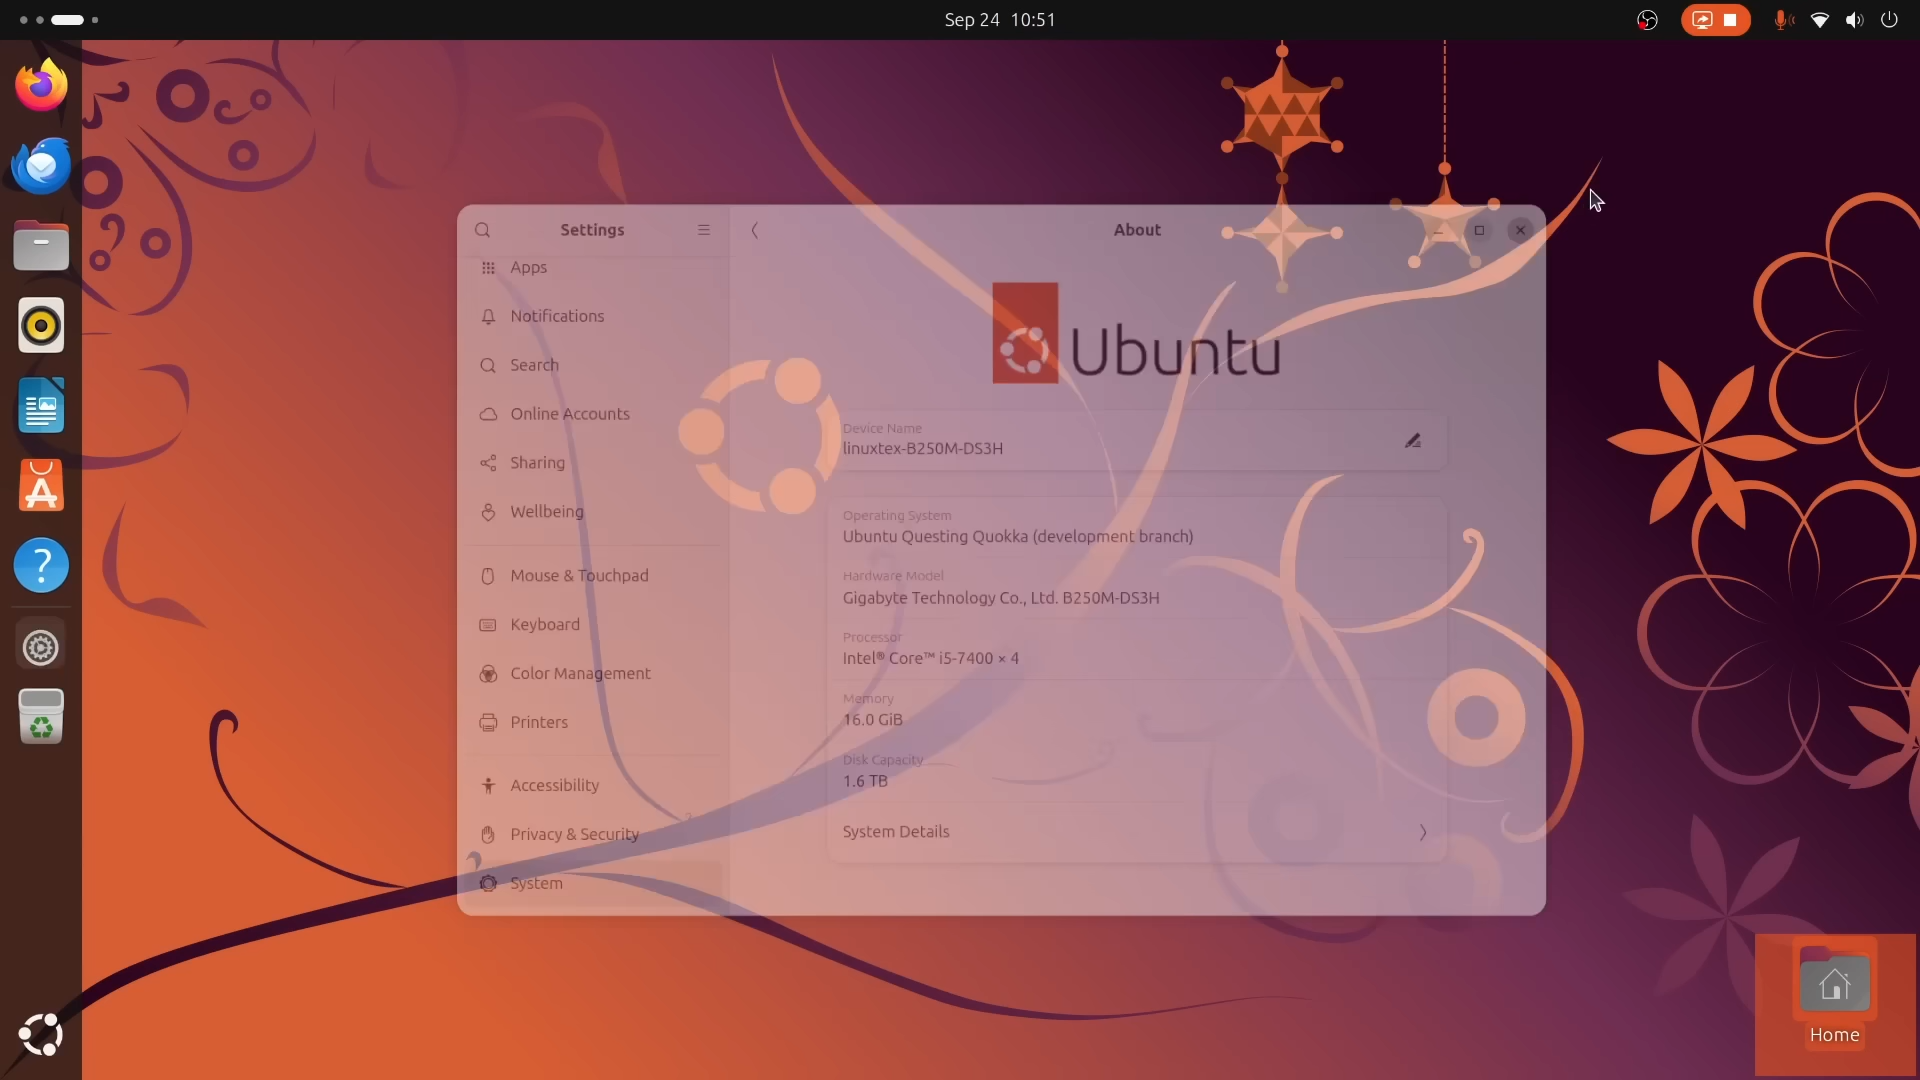 Sep 24 10:51
Settings
About
Apps
Notifications
Search
Online Accounts
Sharing
Wellbeing
Mouse & Touchpad
Keyboard
Color Management
Printers
Accessibility
Privacy & Security
System
Ubuntu
Device Name
linuxtex-B250M-DS3H
Operating System
Ubuntu Questing Quokka (development branch)
Hardware Model
Gigabyte Technology Co., Ltd. B250M-DS3H
Processor
Intel® Core™ i5-7400 × 4
Memory
16.0 GiB
Disk Capacity
1.6 TB
System Details
Home